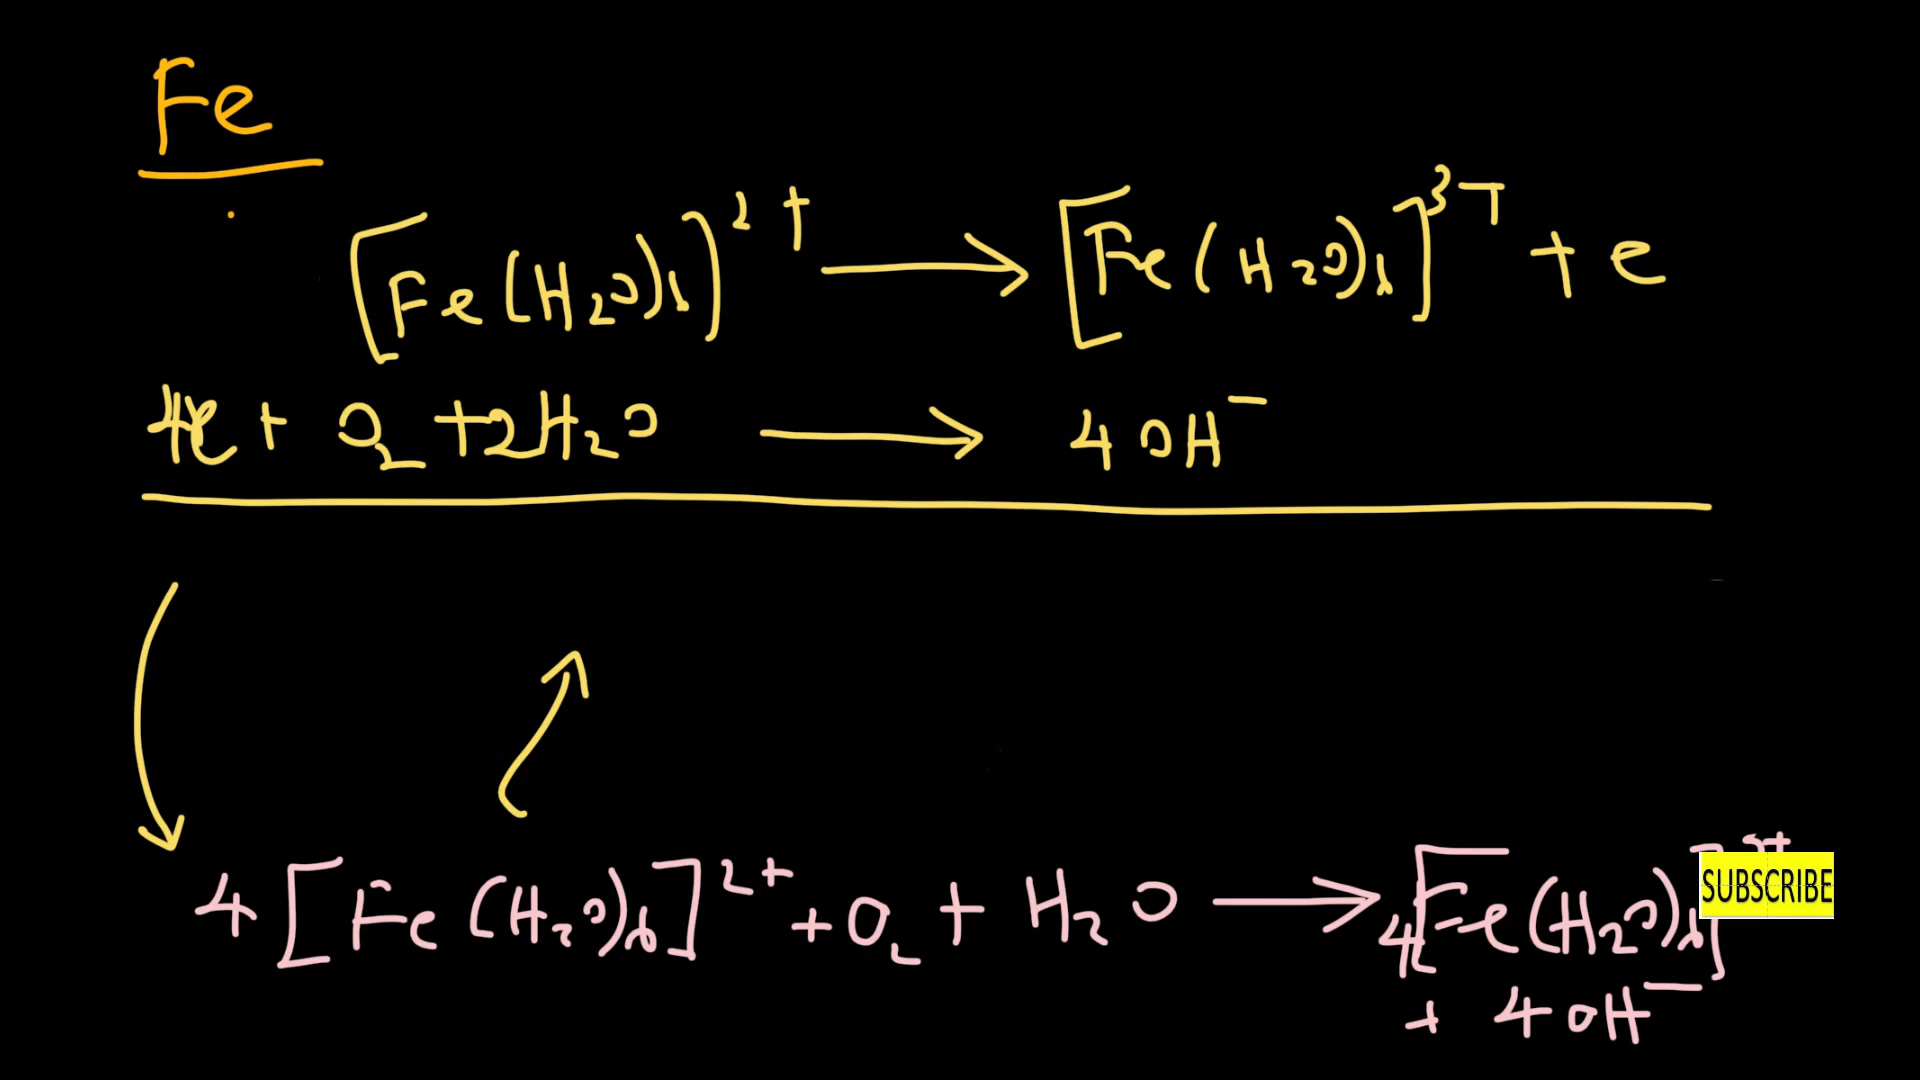 Fe
[Fe(H₂O)₆]²⁺ → [Fe(H₂O)₆]³⁺ + e
4e + O₂ + 2H₂O → 4OH⁻
4[Fe(H₂O)₆]²⁺ + O₂ + H₂O → 4[Fe(H₂O)₆]³⁺
SUBSCRIBE
+ 4OH⁻